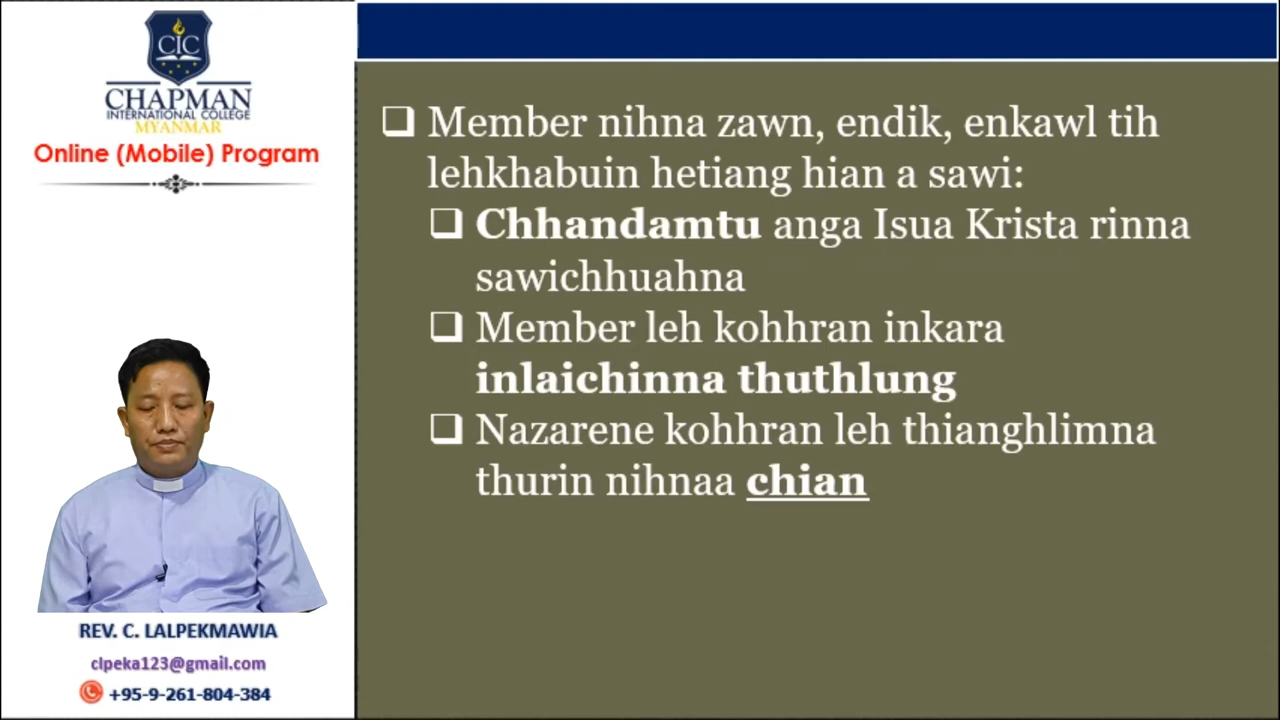 CIC
CHAPMAN
INTERNATIONAL COLLEGE
MYANMAR
Online (Mobile) Program
REV. C. LALPEKMAWIA
clpeka123@gmail.com
+95-9-261-804-384
Member nihna zawn, endik, enkawl tih
lehkhabuin hetiang hian a sawi:
Chhandamtu anga Isua Krista rinna
sawichhuahna
Member leh kohhran inkara
inlaichinna thuthlung
Nazarene kohhran leh thianghlimna
thurin nihnaa chian